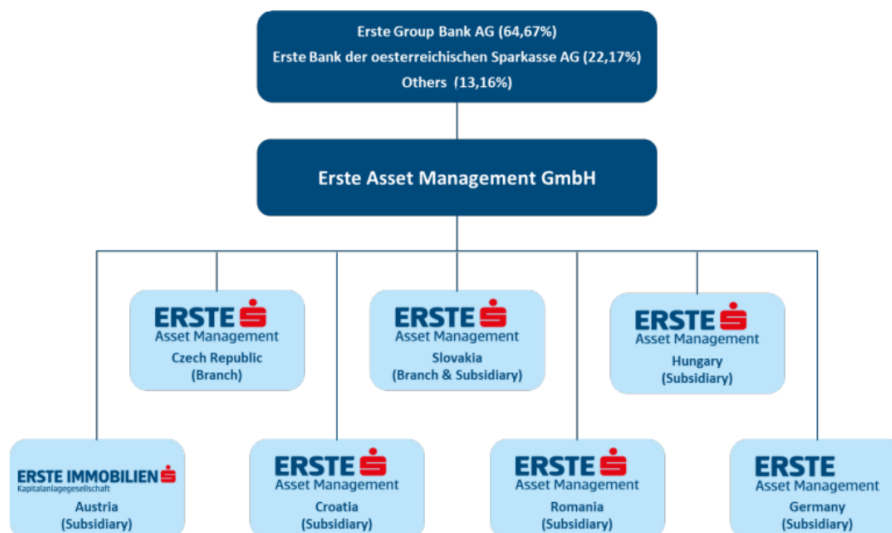 Erste Group Bank AG (64,67%)
Erste Bank der oesterreichischen Sparkasse AG (22,17%)
Others (13,16%)
Erste Asset Management GmbH
ERSTE
Asset Management
Czech Republic
(Branch)
ERSTE
Asset Management
Slovakia
(Branch & Subsidiary)
ERSTE
Asset Management
Hungary
(Subsidiary)
ERSTE IMMOBILIEN
Kapitalanlagegesellschaft
Austria
(Subsidiary)
ERSTE
Asset Management
Croatia
(Subsidiary)
ERSTE
Asset Management
Romania
(Subsidiary)
ERSTE
Asset Management
Germany
(Subsidiary)